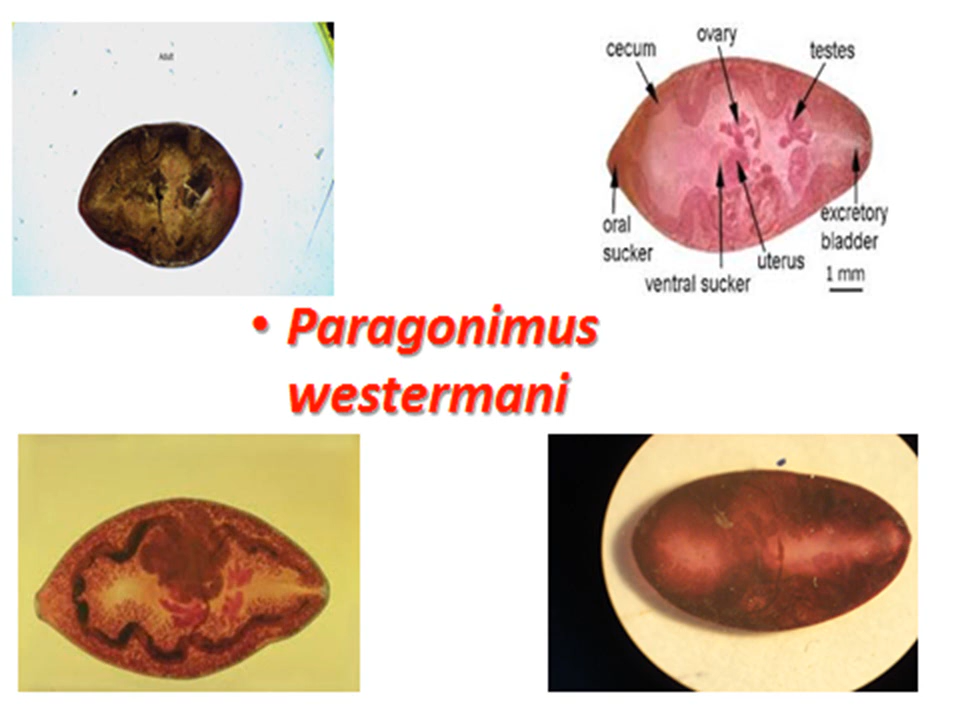 Adult
ovary
cecum
testes
oral
sucker
excretory
bladder
uterus
ventral sucker
1 mm
• Paragonimus
westermani